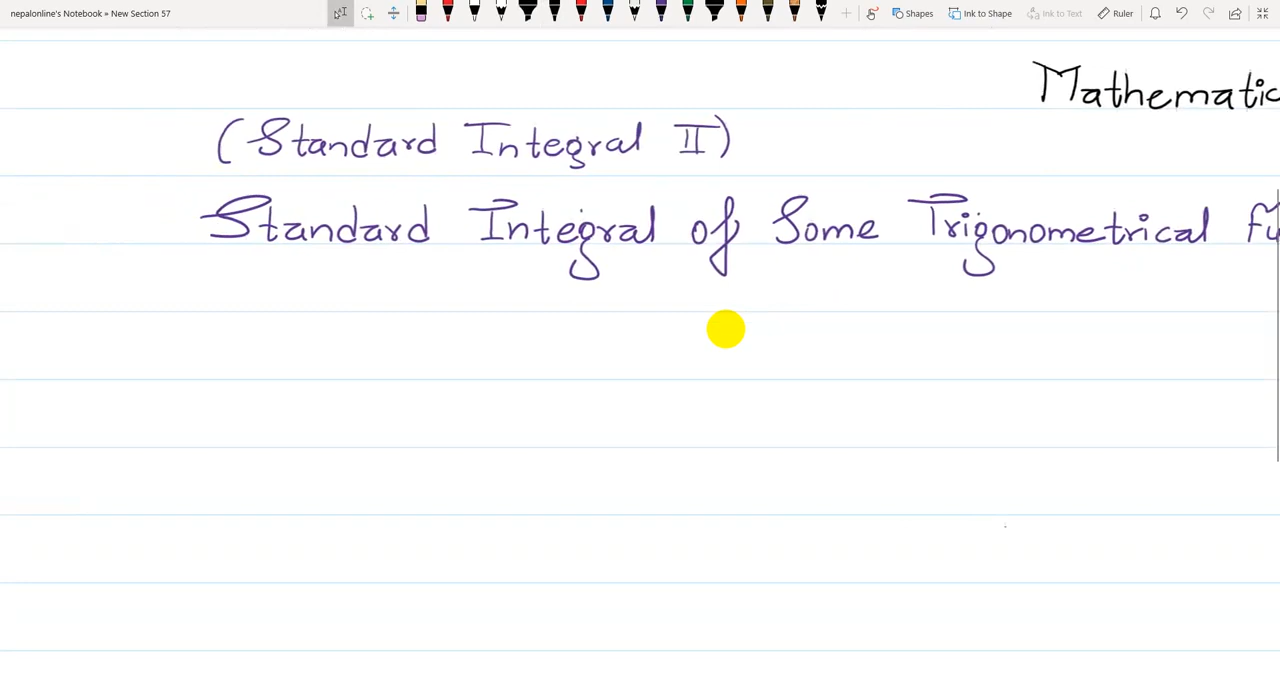 nepalonline's Notebook » New Section 57
Shapes Ink to Shape Ink to Text Ruler
Mathematic
(Standard Integral II)
Standard Integral of Some Trigonometrical Fu